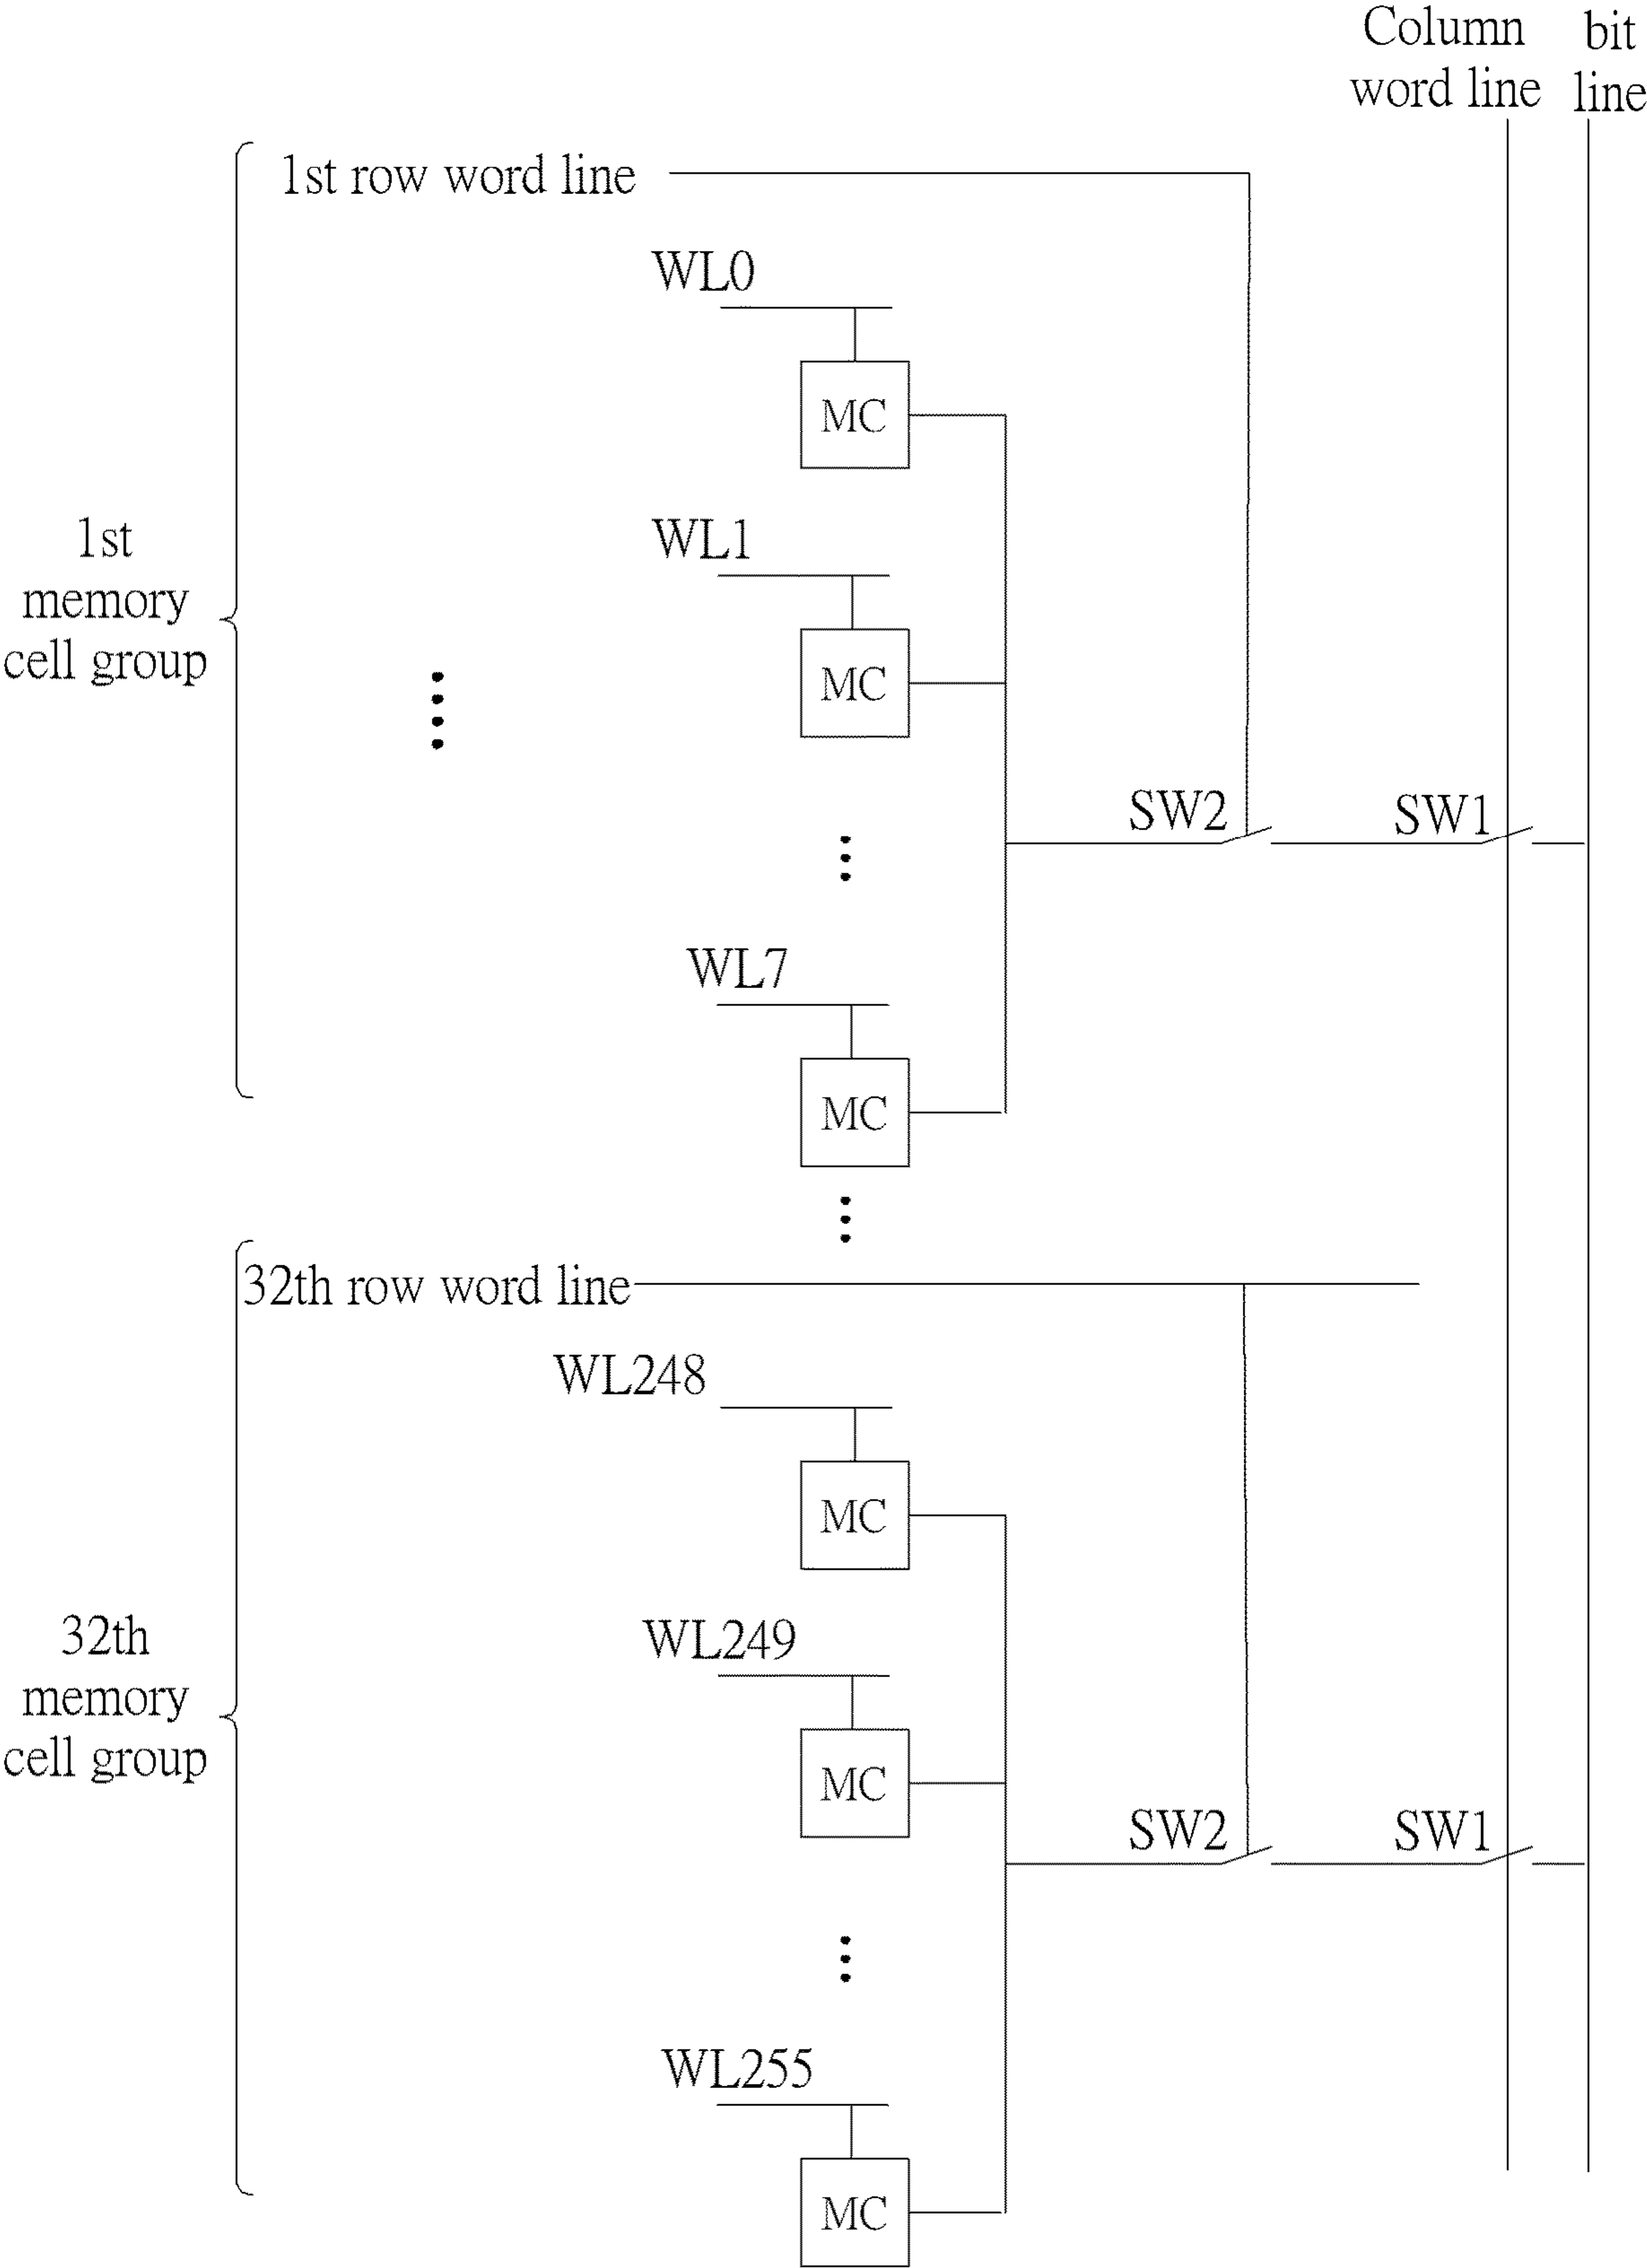 Column
word line
bit
line
1st row word line
WL0
MC
1st
memory
cell group
WL1
MC
SW2
SW1
WL7
MC
32th row word line
WL248
MC
32th
memory
cell group
WL249
MC
SW2
SW1
WL255
MC